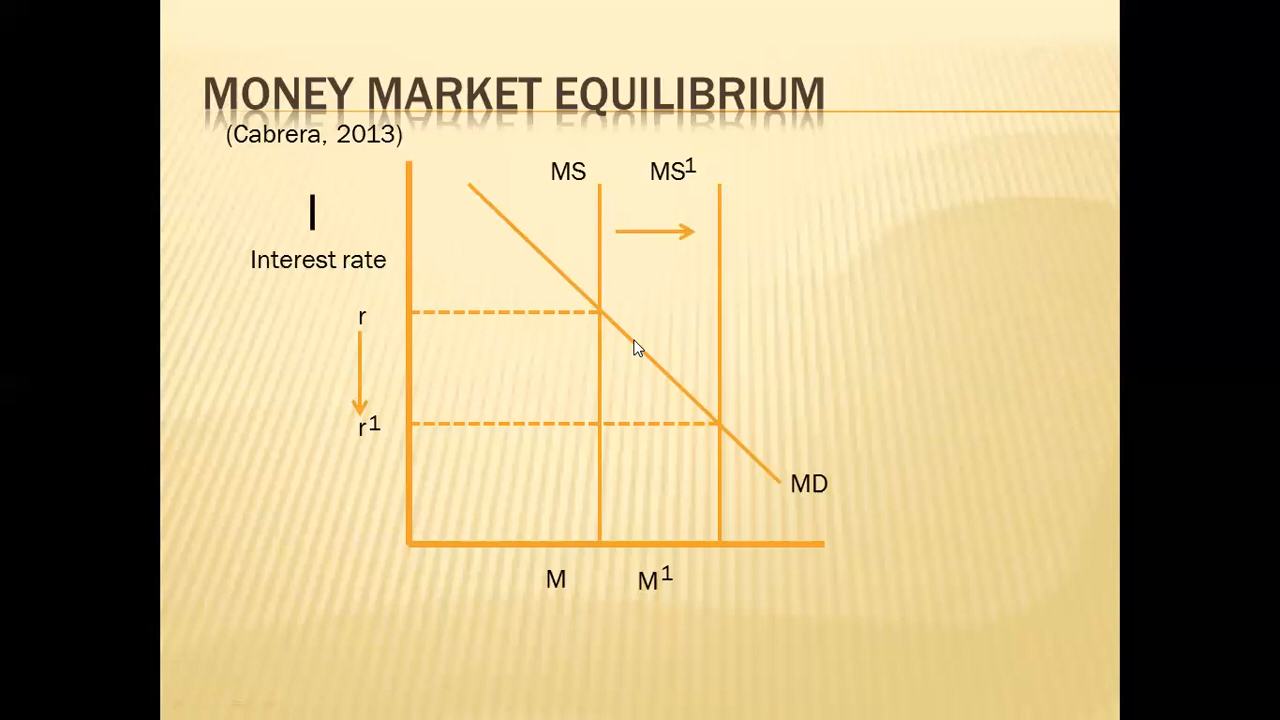 MONEY MARKET EQUILIBRIUM
(Cabrera, 2013)
MS
MS¹
I
Interest rate
r
r¹
MD
M
M¹